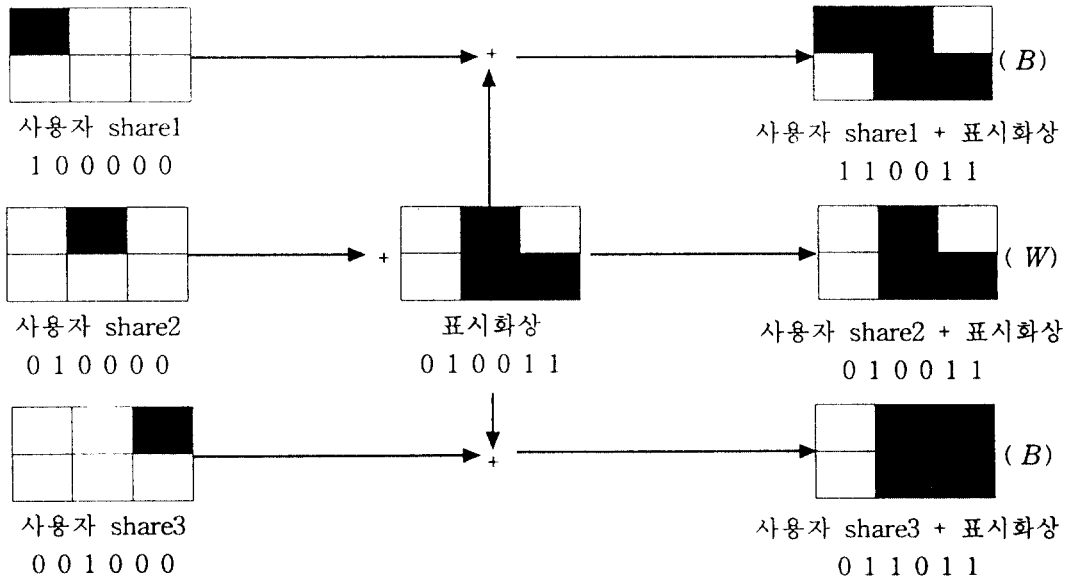 +
( B )
사용자 share1
1 0 0 0 0 0
사용자 share1 + 표시화상
1 1 0 0 1 1
+
( W )
사용자 share2
0 1 0 0 0 0
표시화상
0 1 0 0 1 1
사용자 share2 + 표시화상
0 1 0 0 1 1
+
( B )
사용자 share3
0 0 1 0 0 0
사용자 share3 + 표시화상
0 1 1 0 1 1